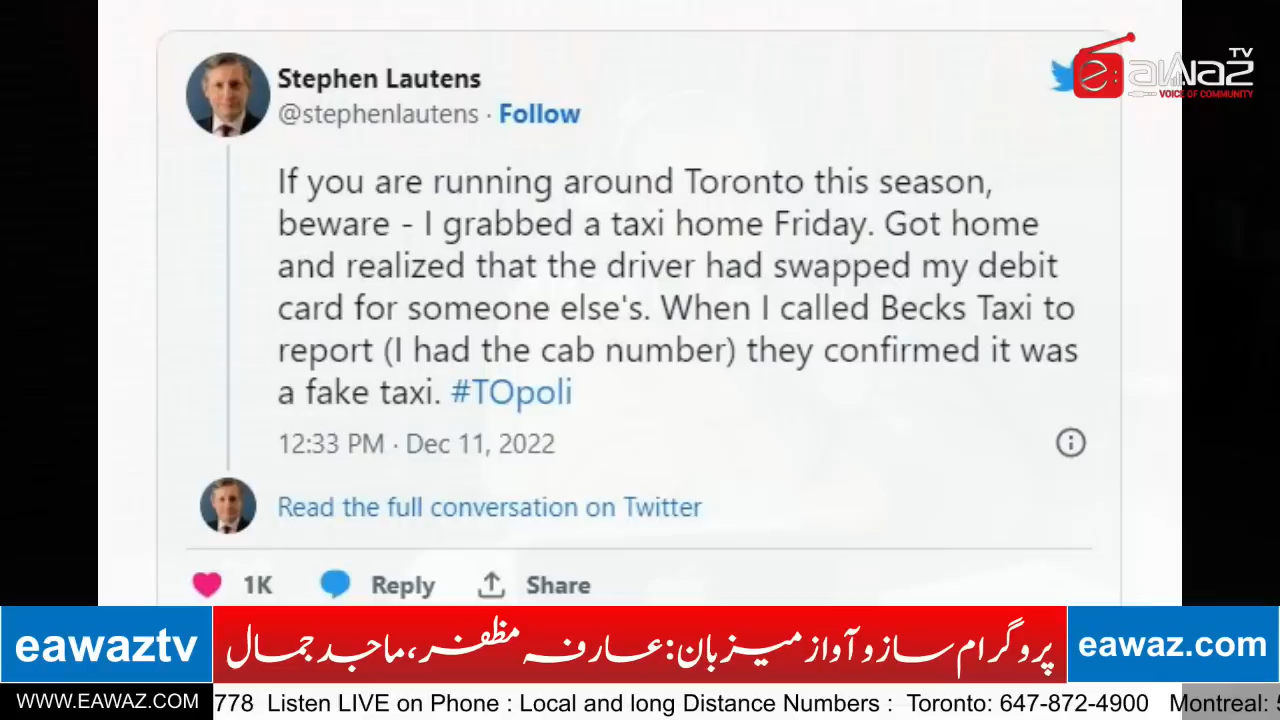 Stephen Lautens
@stephenlautens · Follow
If you are running around Toronto this season,
beware - I grabbed a taxi home Friday. Got home
and realized that the driver had swapped my debit
card for someone else's. When I called Becks Taxi to
report (I had the cab number) they confirmed it was
a fake taxi. #TOpoli
12:33 PM · Dec 11, 2022
Read the full conversation on Twitter
1K Reply Share
eawaz TV
VOICE OF COMMUNITY
eawaztv
پروگرام ساز و آواز میزبان: عارفہ مظفر، ماجد جمال
eawaz.com
WWW.EAWAZ.COM
778 Listen LIVE on Phone : Local and long Distance Numbers : Toronto: 647-872-4900 Montreal: